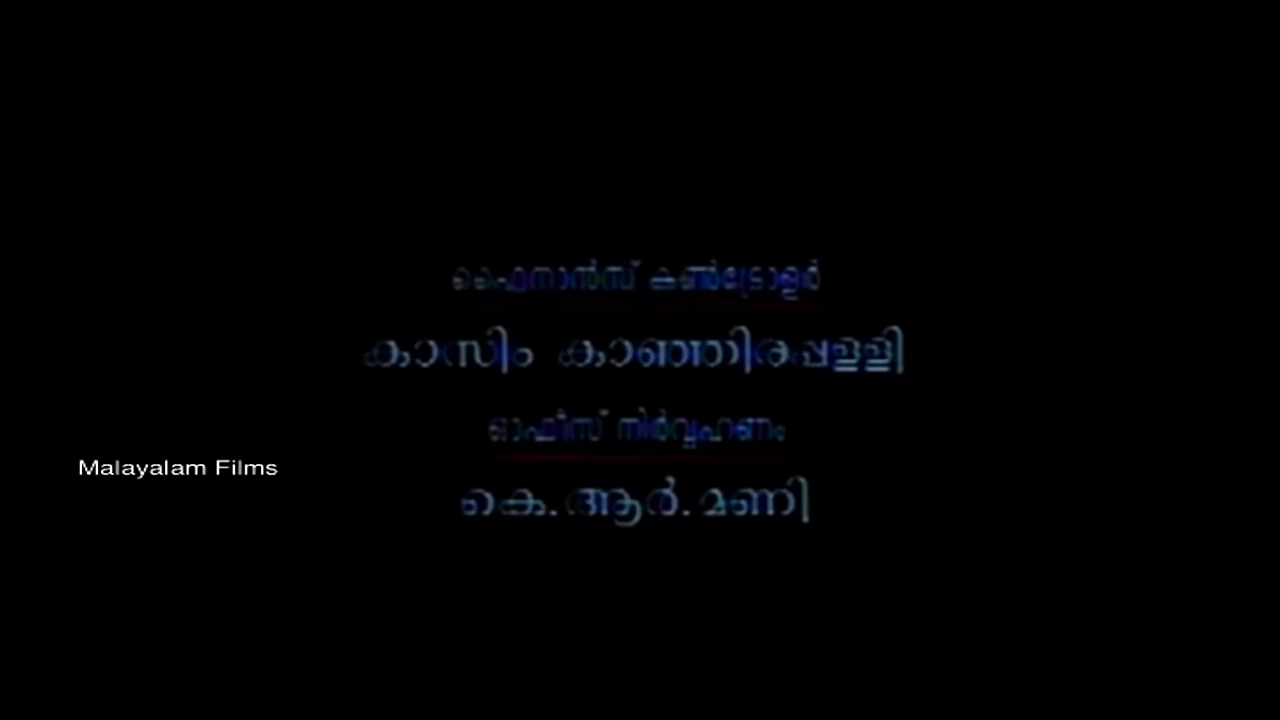 ഫൈനാൻസ് കൺട്രോളർ
കാസിം കാഞ്ഞിരപ്പള്ളി
ഓഫീസ് നിർവ്വഹണം
Malayalam Films
കെ. ആർ. മണി